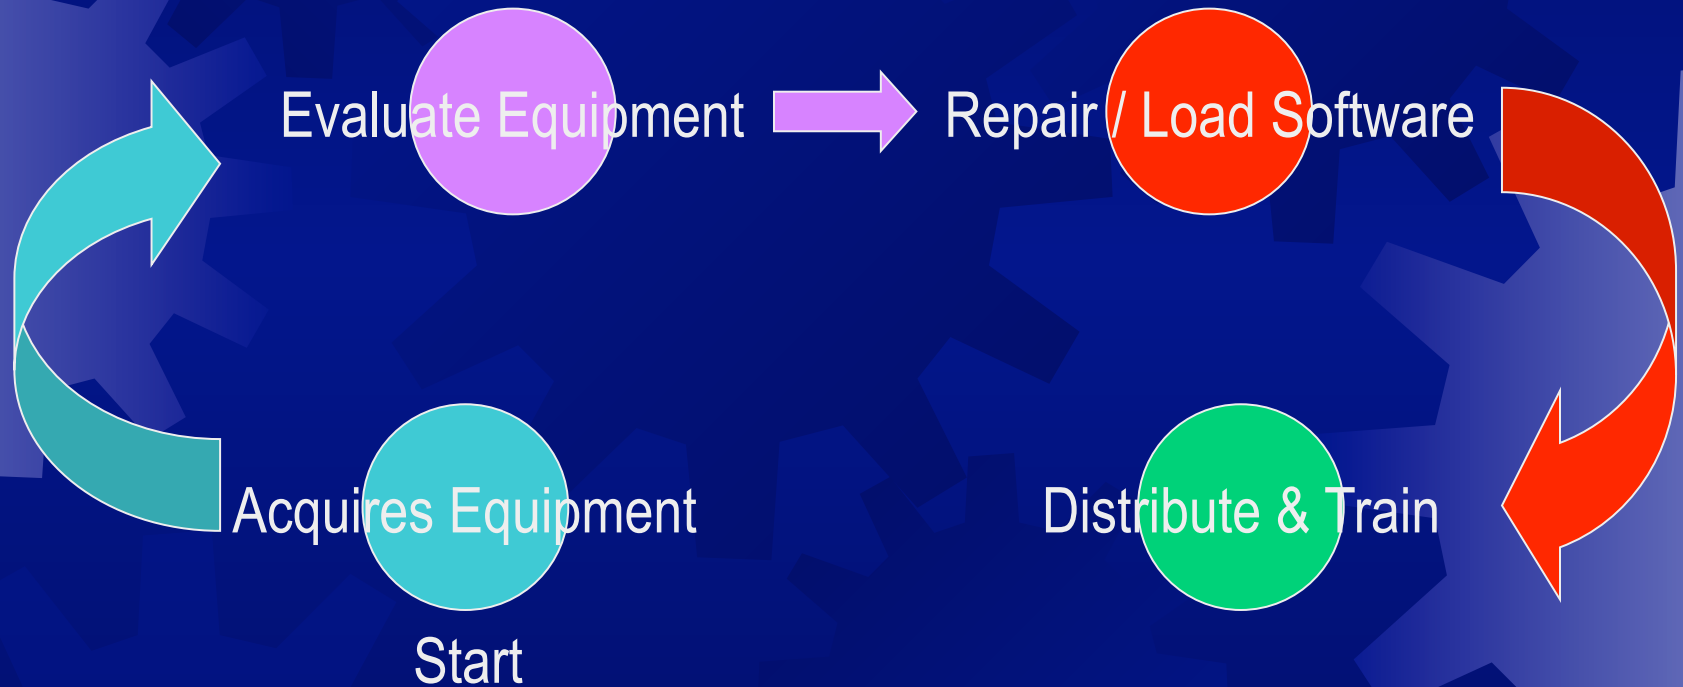 Evaluate Equipment
Repair / Load Software
Acquires Equipment
Distribute & Train
Start